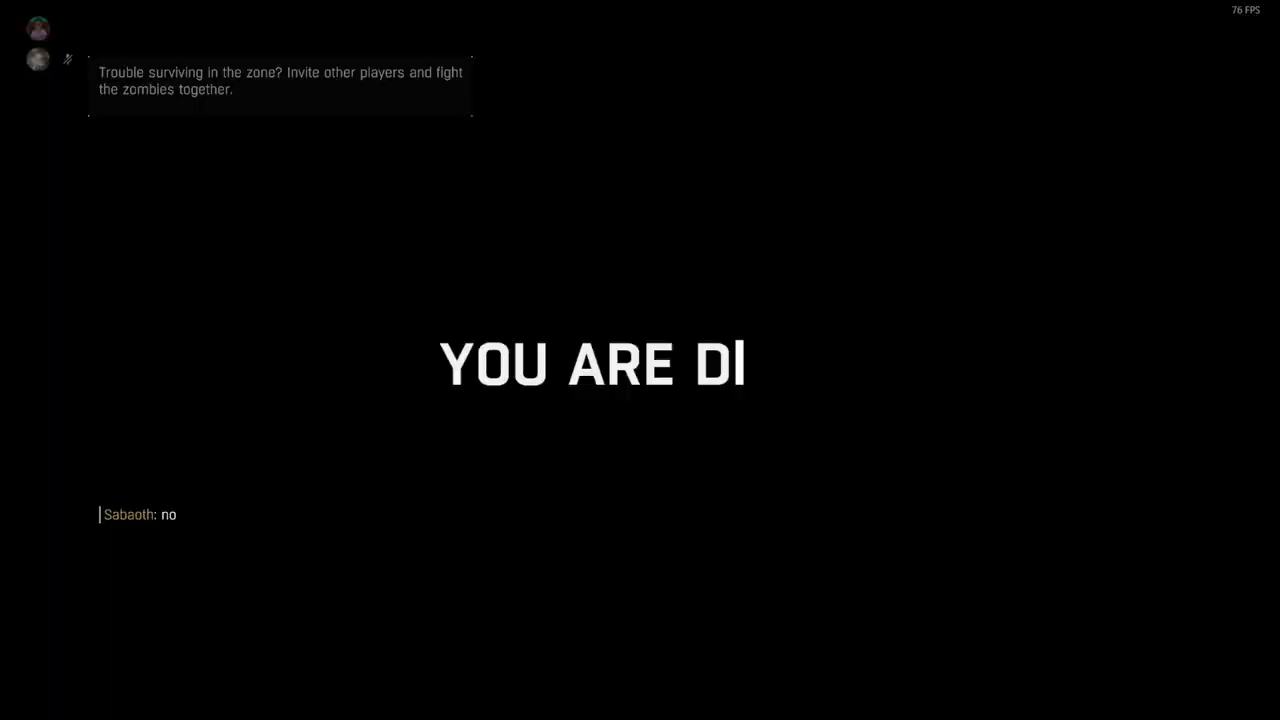 76 FPS
Trouble surviving in the zone? Invite other players and fight
the zombies together.
YOU ARE D
Sabaoth: no